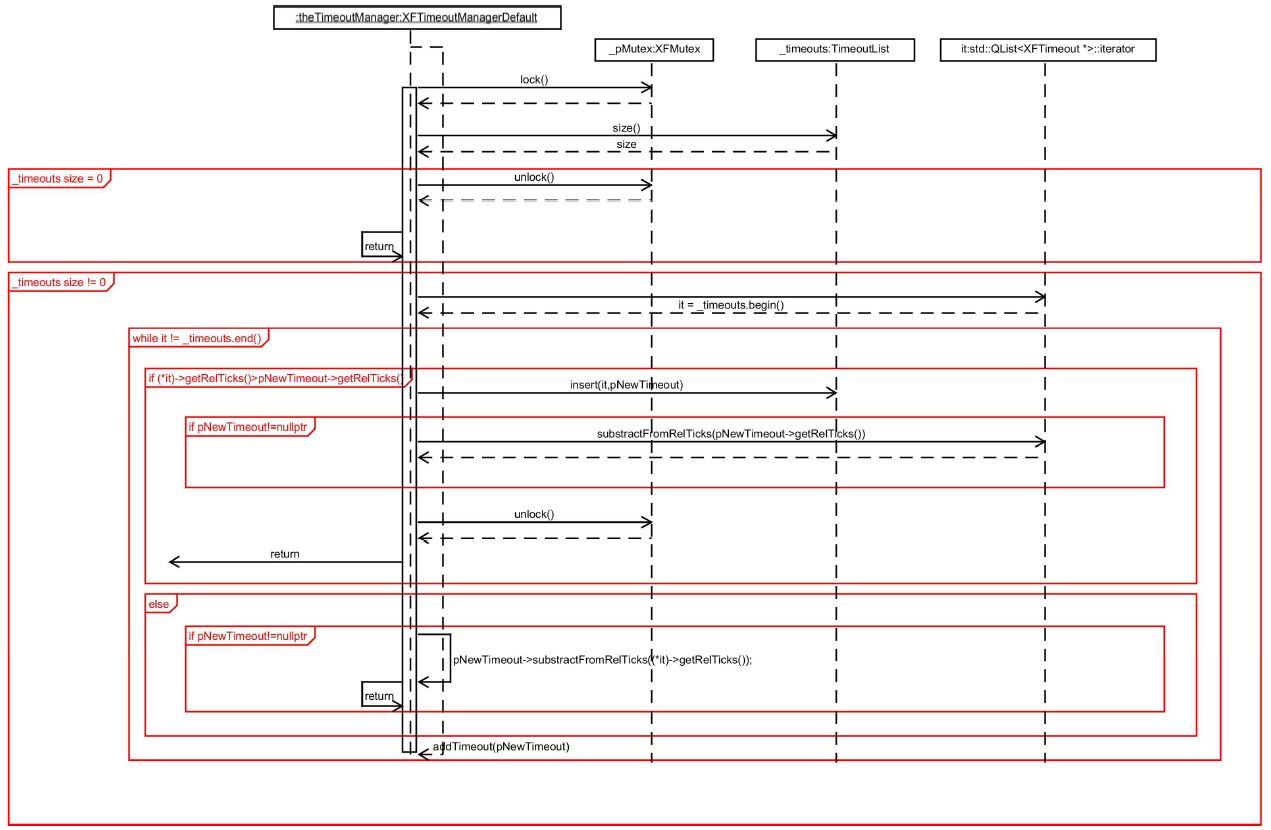 :theTimeoutManager:XFTimeoutManagerDefault
_pMutex:XFMutex
_timeouts:TimeoutList
it:std::QList<XFTimeout *>::iterator
lock()
size()
size
_timeouts size = 0
unlock()
return
_timeouts size != 0
it = _timeouts.begin()
while it != _timeouts.end()
if (*it)->getRelTicks()>pNewTimeout->getRelTicks()
insert(it,pNewTimeout)
if pNewTimeout!=nullptr
substractFromRelTicks(pNewTimeout->getRelTicks())
unlock()
return
else
if pNewTimeout!=nullptr
pNewTimeout->substractFromRelTicks((*it)->getRelTicks());
return
addTimeout(pNewTimeout)